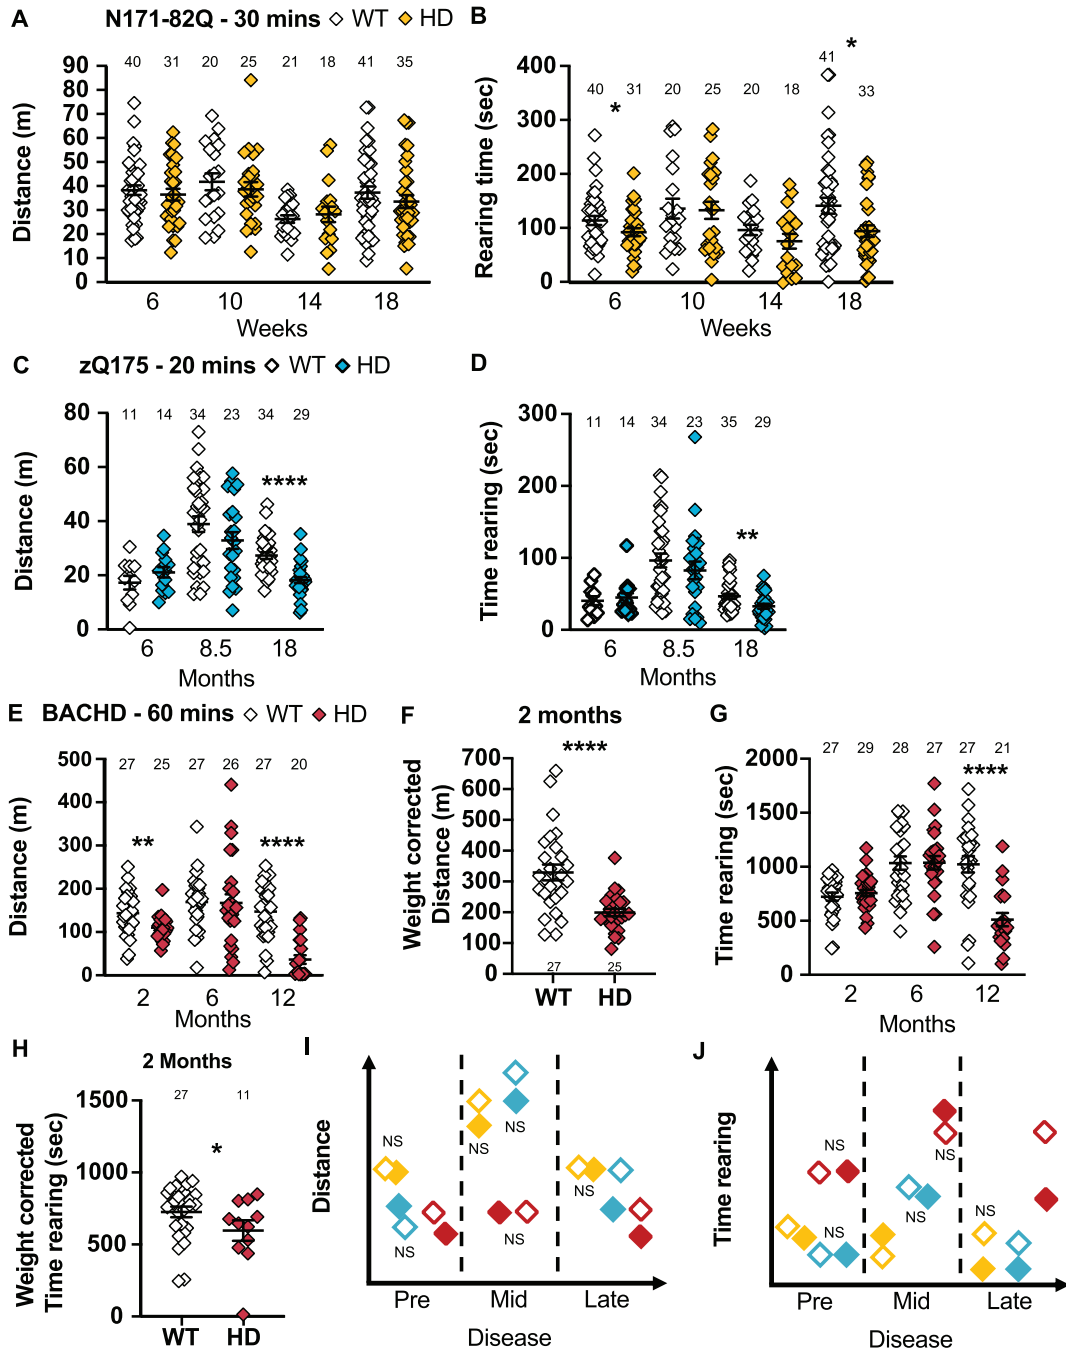 A N171-82Q - 30 mins WT HD
40 31 20 25 21 18 41 35
90
80
70
60
50
40
30
20
10
0
Distance (m)
6 10 14 18
Weeks
B
40 31 20 25 20 18 41 33
* *
400
300
200
100
0
Rearing time (sec)
6 10 14 18
Weeks
C zQ175 - 20 mins WT HD
11 14 34 23 34 29
80
60
40
20
0
Distance (m)
****
6 8.5 18
Months
D
11 14 34 23 35 29
300
200
100
0
Time rearing (sec)
**
6 8.5 18
Months
E BACHD - 60 mins WT HD
27 25 27 26 27 20
500
400
300
200
100
0
Distance (m)
** ****
2 6 12
Months
F 2 months
****
700
600
500
400
300
200
100
0
Weight corrected
Distance (m)
27 25
WT HD
G
27 29 28 27 27 21
****
2000
1500
1000
500
0
Time rearing (sec)
2 6 12
Months
H
2 Months
27 11
*
1500
1000
500
0
Weight corrected
Time rearing (sec)
WT HD
I
Distance
NS
NS
NS
NS
NS
NS
Pre Mid Late
Disease
J
Time rearing
NS
NS
NS
NS
NS
Pre Mid Late
Disease